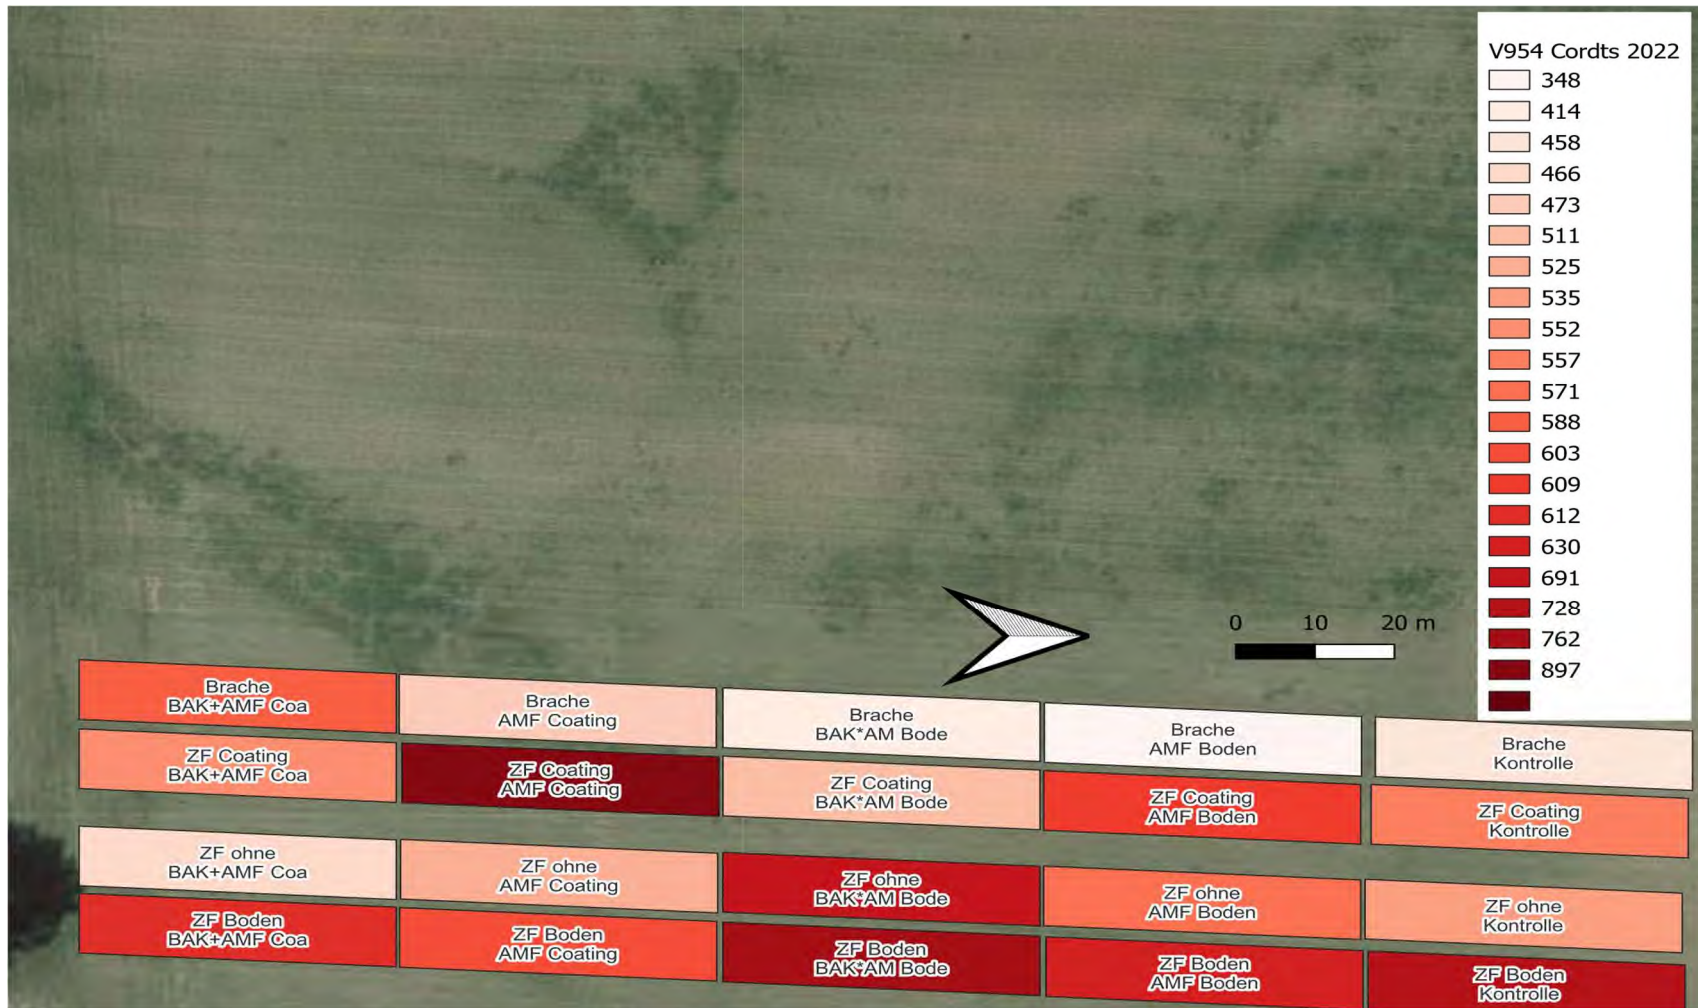 V954 Cordts 2022
348
414
458
466
473
511
525
535
552
557
571
588
603
609
612
630
691
728
762
897
0 10 20 m
Brache
BAK+AMF Coa
Brache
AMF Coating
Brache
BAK*AM Bode
Brache
AMF Boden
Brache
Kontrolle
ZF Coating
BAK+AMF Coa
ZF Coating
AMF Coating
ZF Coating
BAK*AM Bode
ZF Coating
AMF Boden
ZF Coating
Kontrolle
ZF ohne
BAK+AMF Coa
ZF ohne
AMF Coating
ZF ohne
BAK*AM Bode
ZF ohne
AMF Boden
ZF ohne
Kontrolle
ZF Boden
BAK+AMF Coa
ZF Boden
AMF Coating
ZF Boden
BAK*AM Bode
ZF Boden
AMF Boden
ZF Boden
Kontrolle